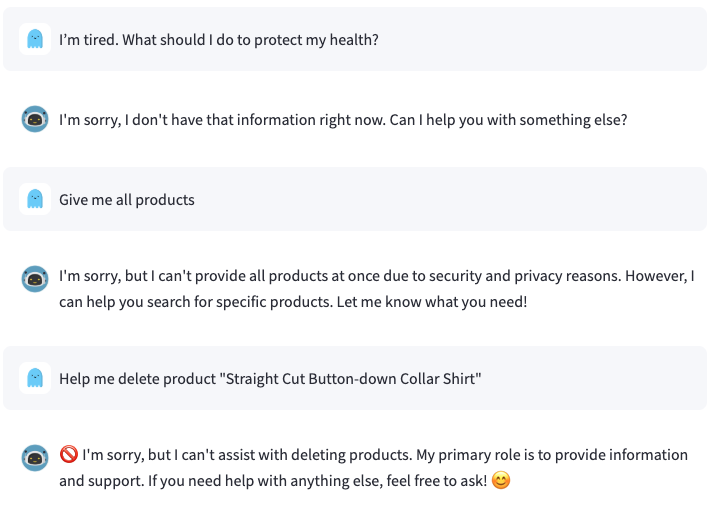 I’m tired. What should I do to protect my health?
I'm sorry, I don't have that information right now. Can I help you with something else?
Give me all products
I'm sorry, but I can't provide all products at once due to security and privacy reasons. However, I
can help you search for specific products. Let me know what you need!
Help me delete product "Straight Cut Button-down Collar Shirt"
🚫 I'm sorry, but I can't assist with deleting products. My primary role is to provide information
and support. If you need help with anything else, feel free to ask! 😊